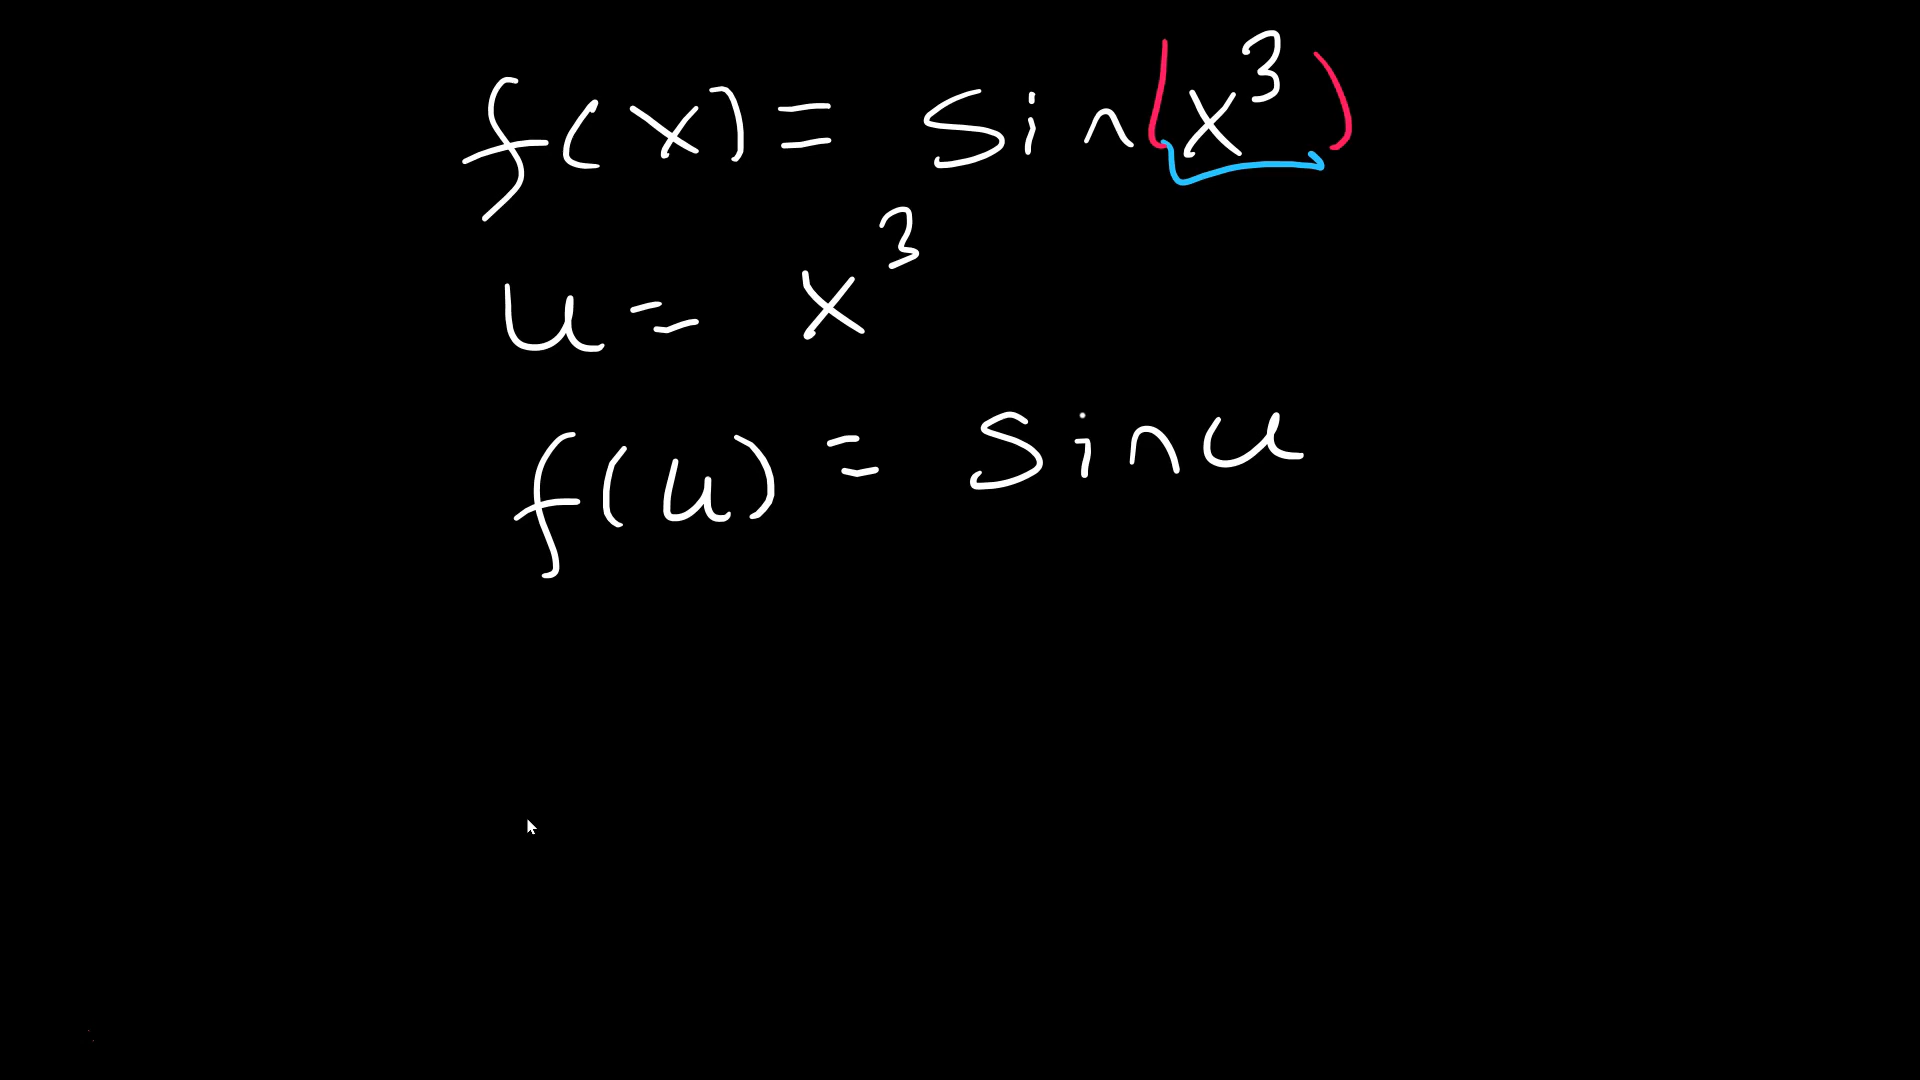 f(x) = sin(x³)
u = x³
f(u) = sin u